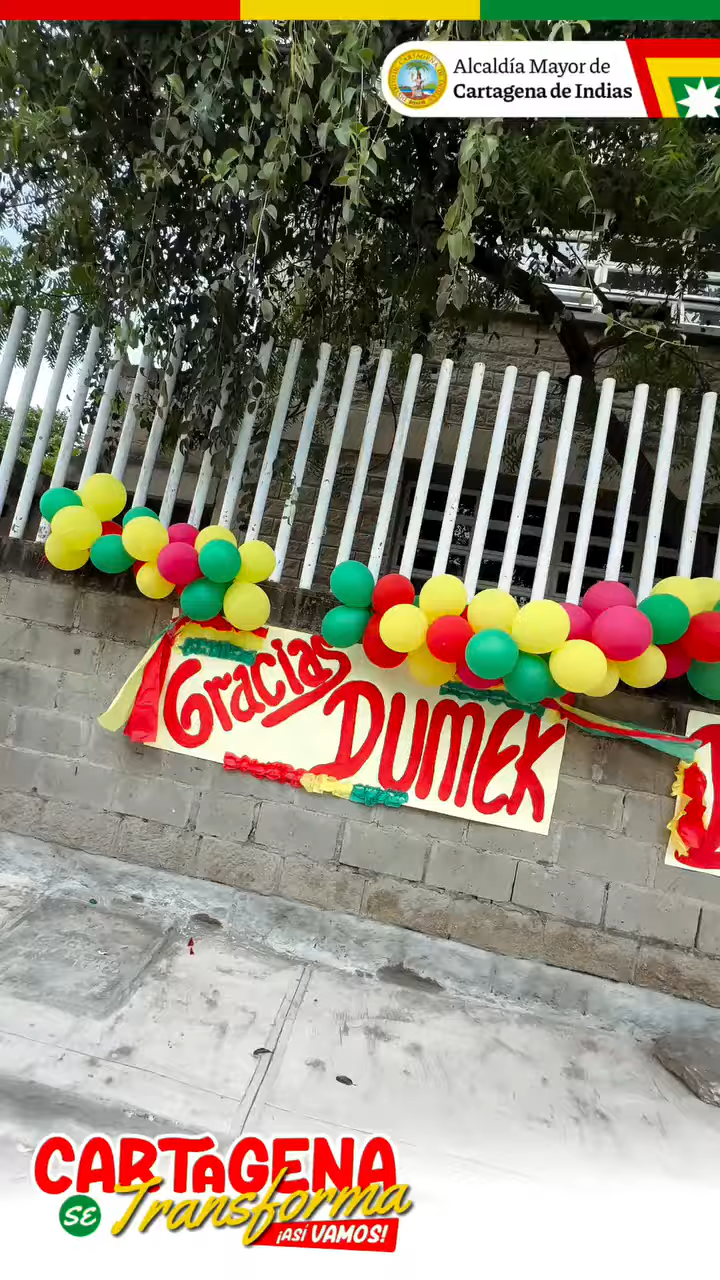 Alcaldía Mayor de
Cartagena de Indias
Gracias
DUMEK
CARTAGENA
SE Transforma
¡ASÍ VAMOS!